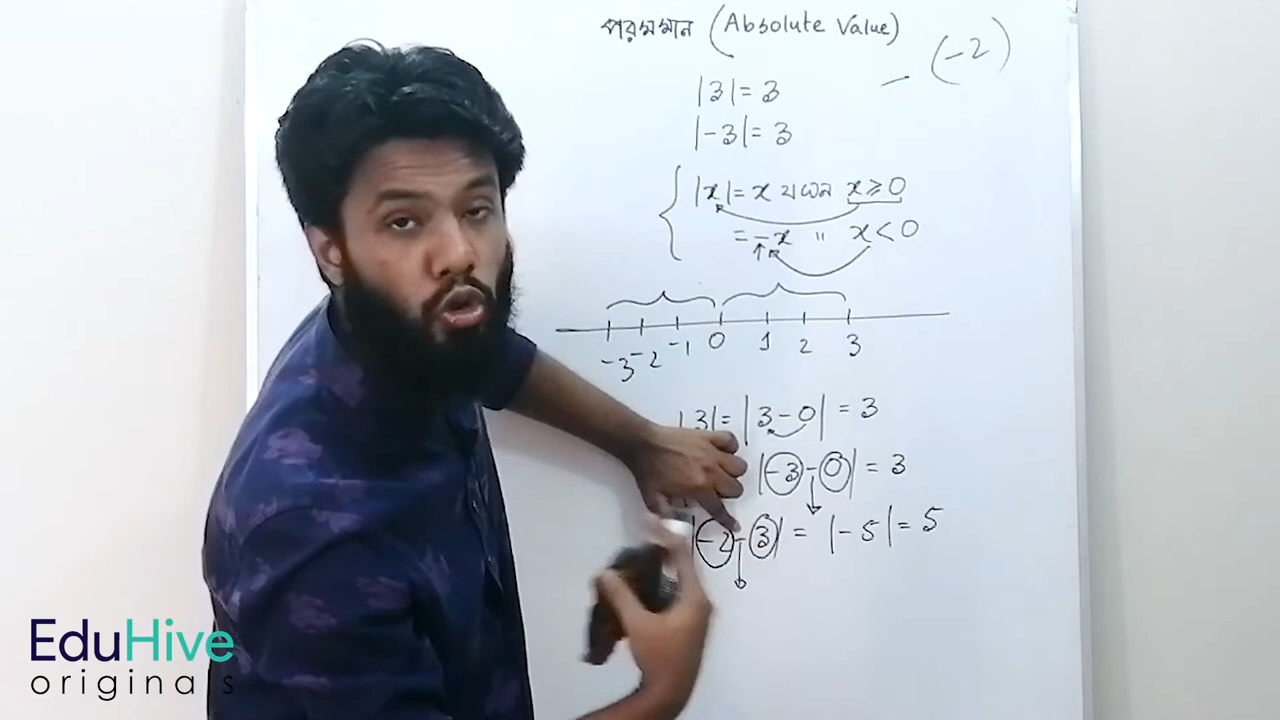 পরমমান (Absolute Value)
- (-2)
|3| = 3
|-3| = 3
|x| = x যখন x ≥ 0
= -x " x < 0
-3 -2 -1 0 1 2 3
|3| = |3-0| = 3
|-3-0| = 3
|-2-3| = |-5| = 5
EduHive
originals